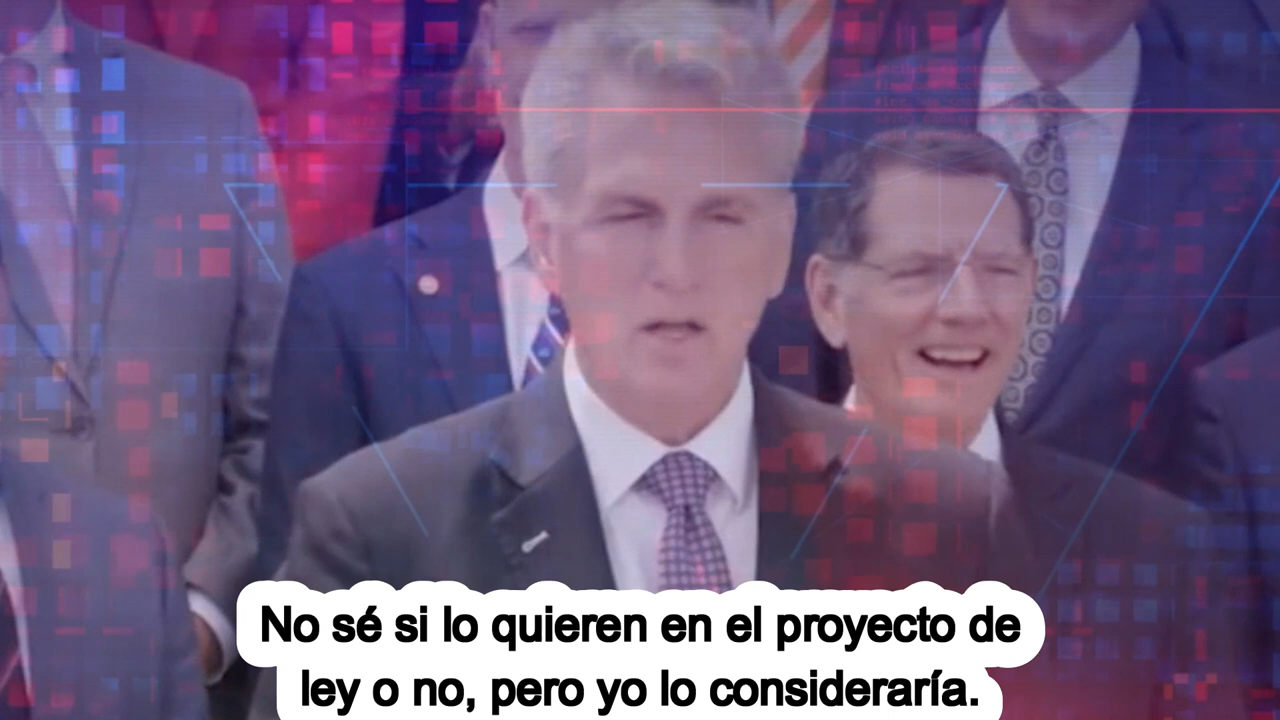 No sé si lo quieren en el proyecto de
ley o no, pero yo lo consideraría.